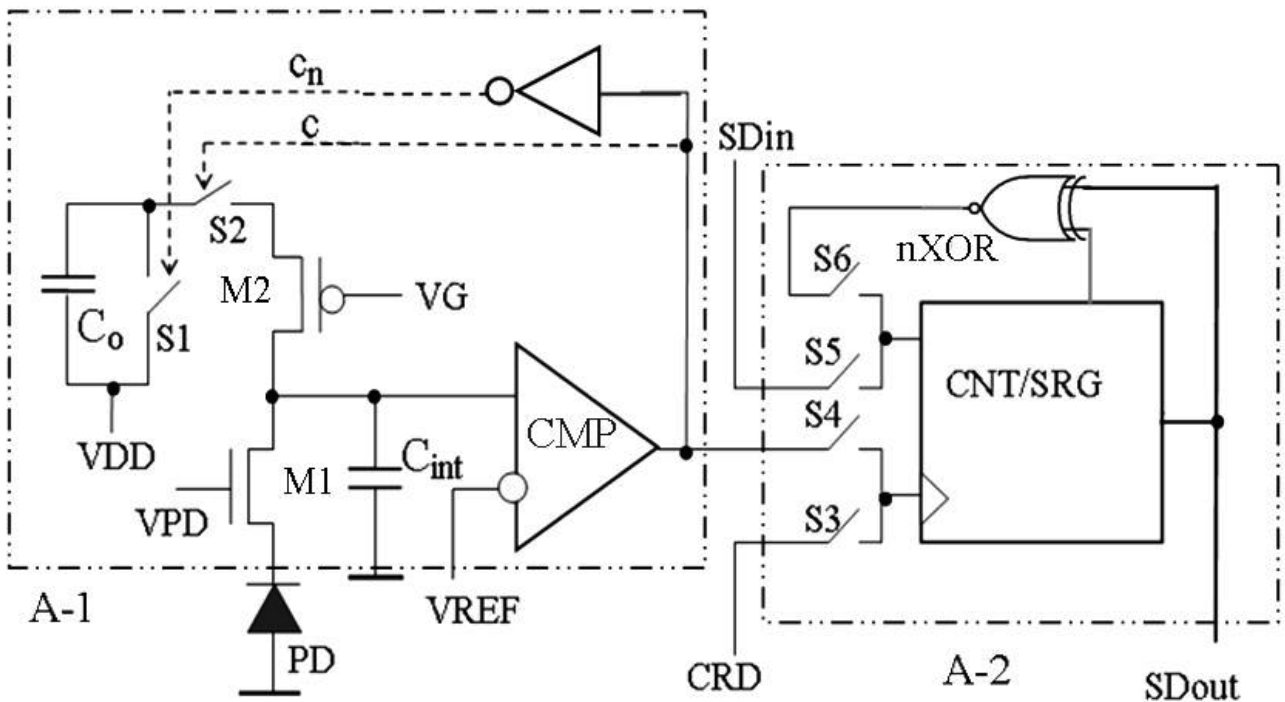 cn
c
SDin
S2
S6
nXOR
M2
VG
Co
S1
S5
CNT/SRG
S4
VDD
CMP
Cint
M1
VPD
S3
VREF
A-1
PD
CRD
A-2
SDout